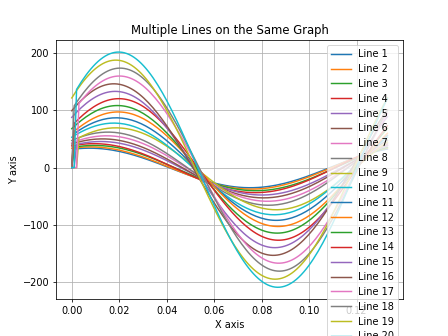 Multiple Lines on the Same Graph
200
100
0
−100
−200
Y axis
0.00
0.02
0.04
0.06
0.08
0.10
X axis
Line 1
Line 2
Line 3
Line 4
Line 5
Line 6
Line 7
Line 8
Line 9
Line 10
Line 11
Line 12
Line 13
Line 14
Line 15
Line 16
Line 17
Line 18
Line 19
Line 20